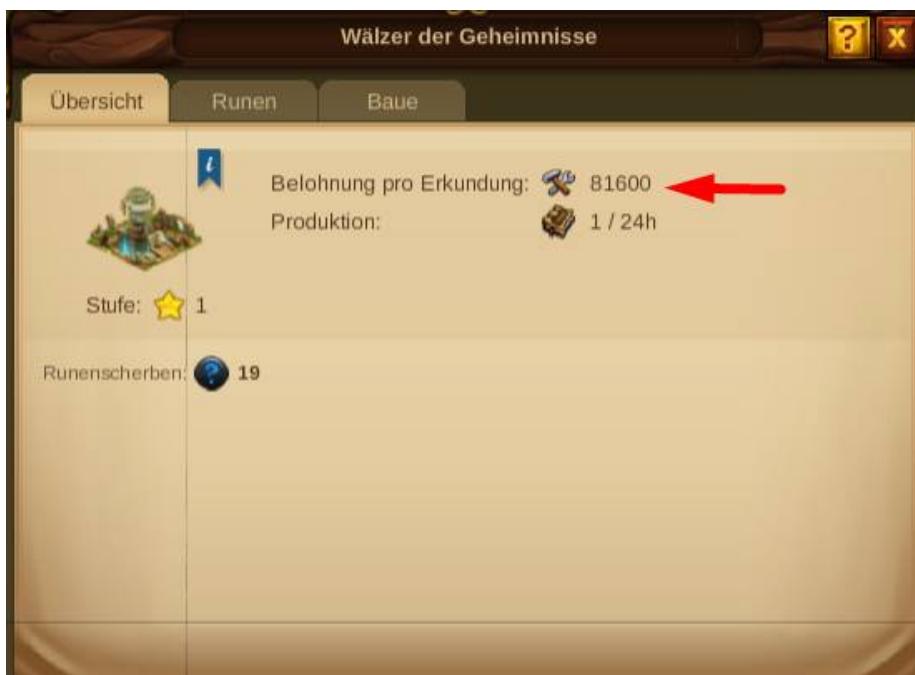 Wälzer der Geheimnisse
? X
Übersicht Runen Baue
i
Belohnung pro Erkundung: 81600
Produktion: 1 / 24h
Stufe: 1
Runenscherben: ? 19